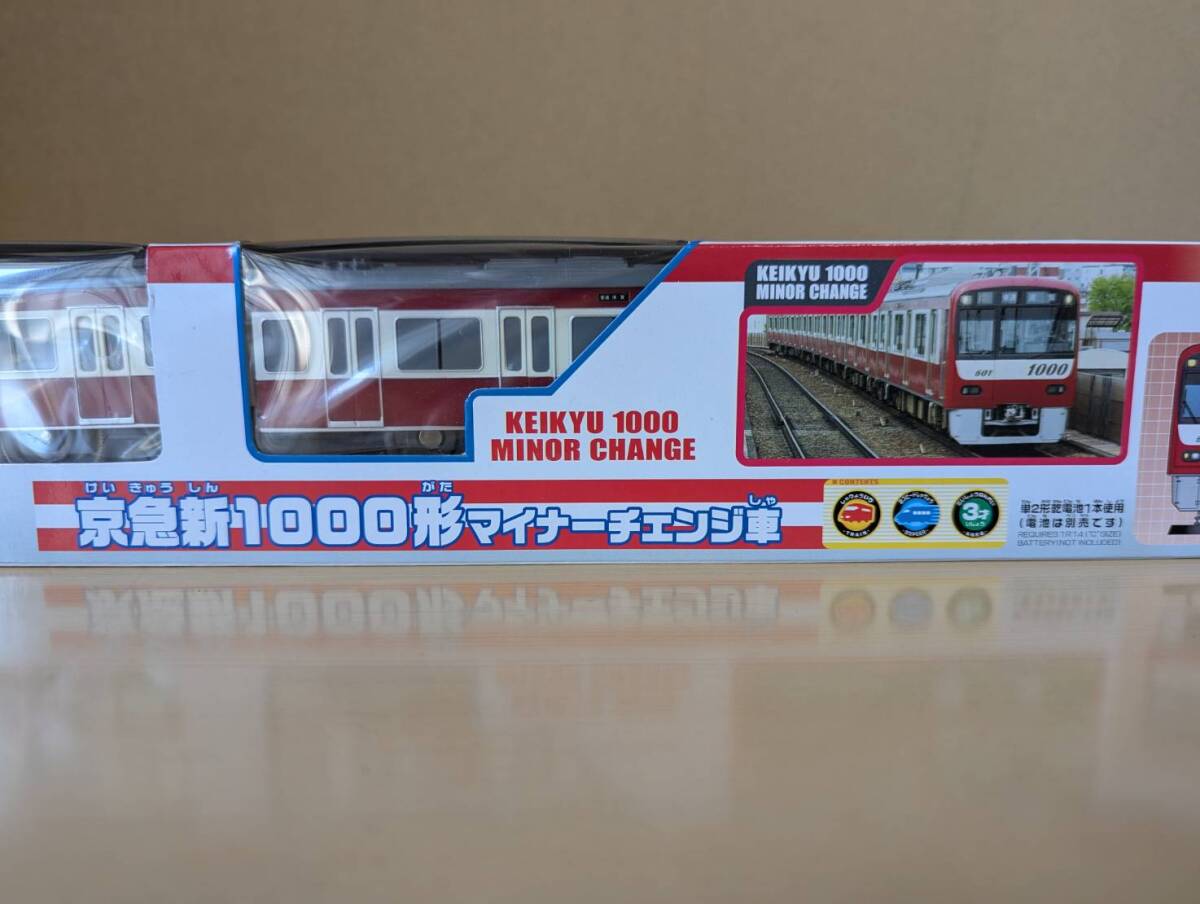 KEIKYU 1000
MINOR CHANGE
601
1000
KEIKYU 1000
MINOR CHANGE
けいきゅうしん がた しゃ
京急新1000形マイナーチェンジ車
CONTENTS
単2形乾電池1本使用
(電池は別売です)
REQUIRES 1 R14 ("C" SIZE)
BATTERY (NOT INCLUDED)